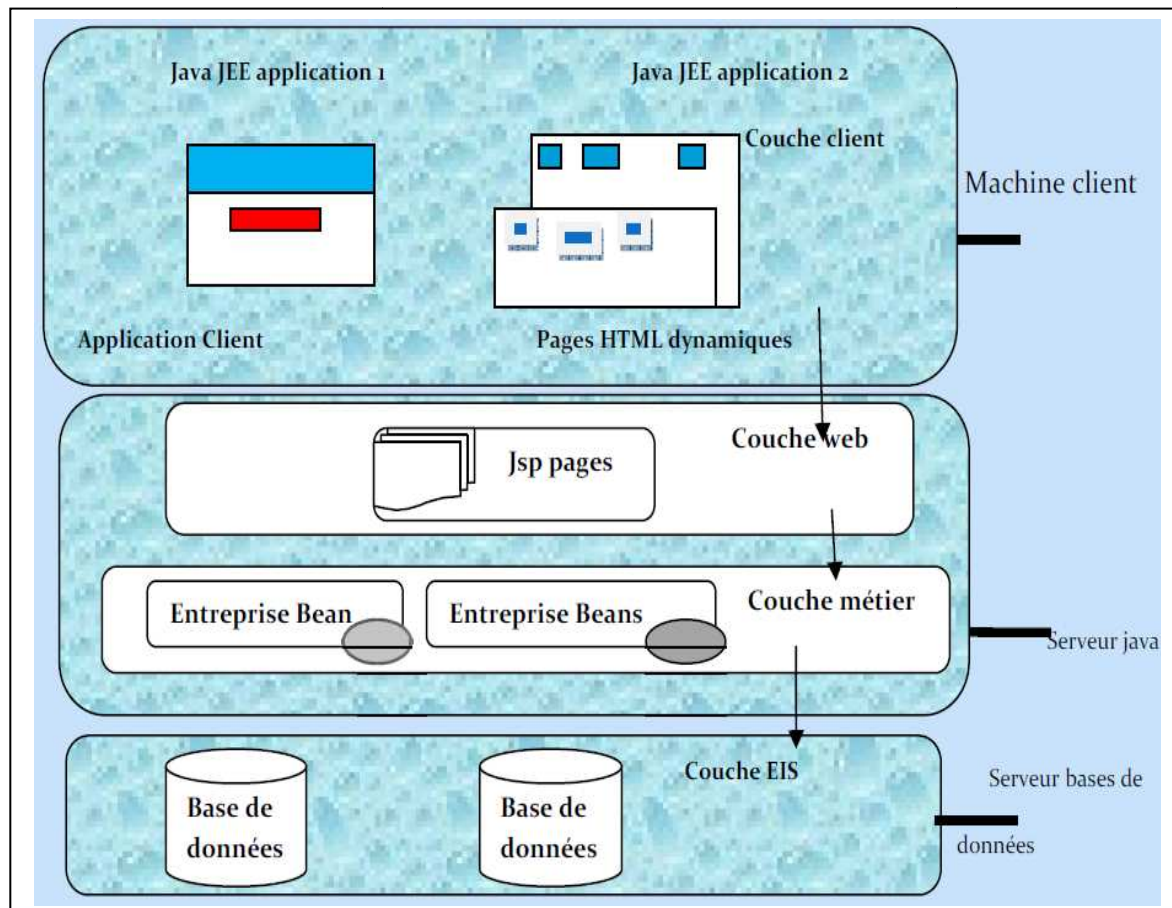 Java JEE application 1
Java JEE application 2
Couche client
Machine client
Application Client
Pages HTML dynamiques
Couche web
Jsp pages
Couche métier
Entreprise Bean
Entreprise Beans
Serveur java
Couche EIS
Serveur bases de
données
Base de
données
Base de
données